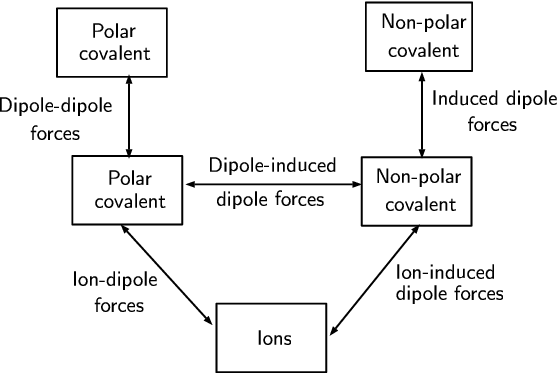 Polar
covalent
Non-polar
covalent
Dipole-dipole
forces
Induced dipole
forces
Polar
covalent
Dipole-induced
dipole forces
Non-polar
covalent
Ion-dipole
forces
Ion-induced
dipole forces
Ions